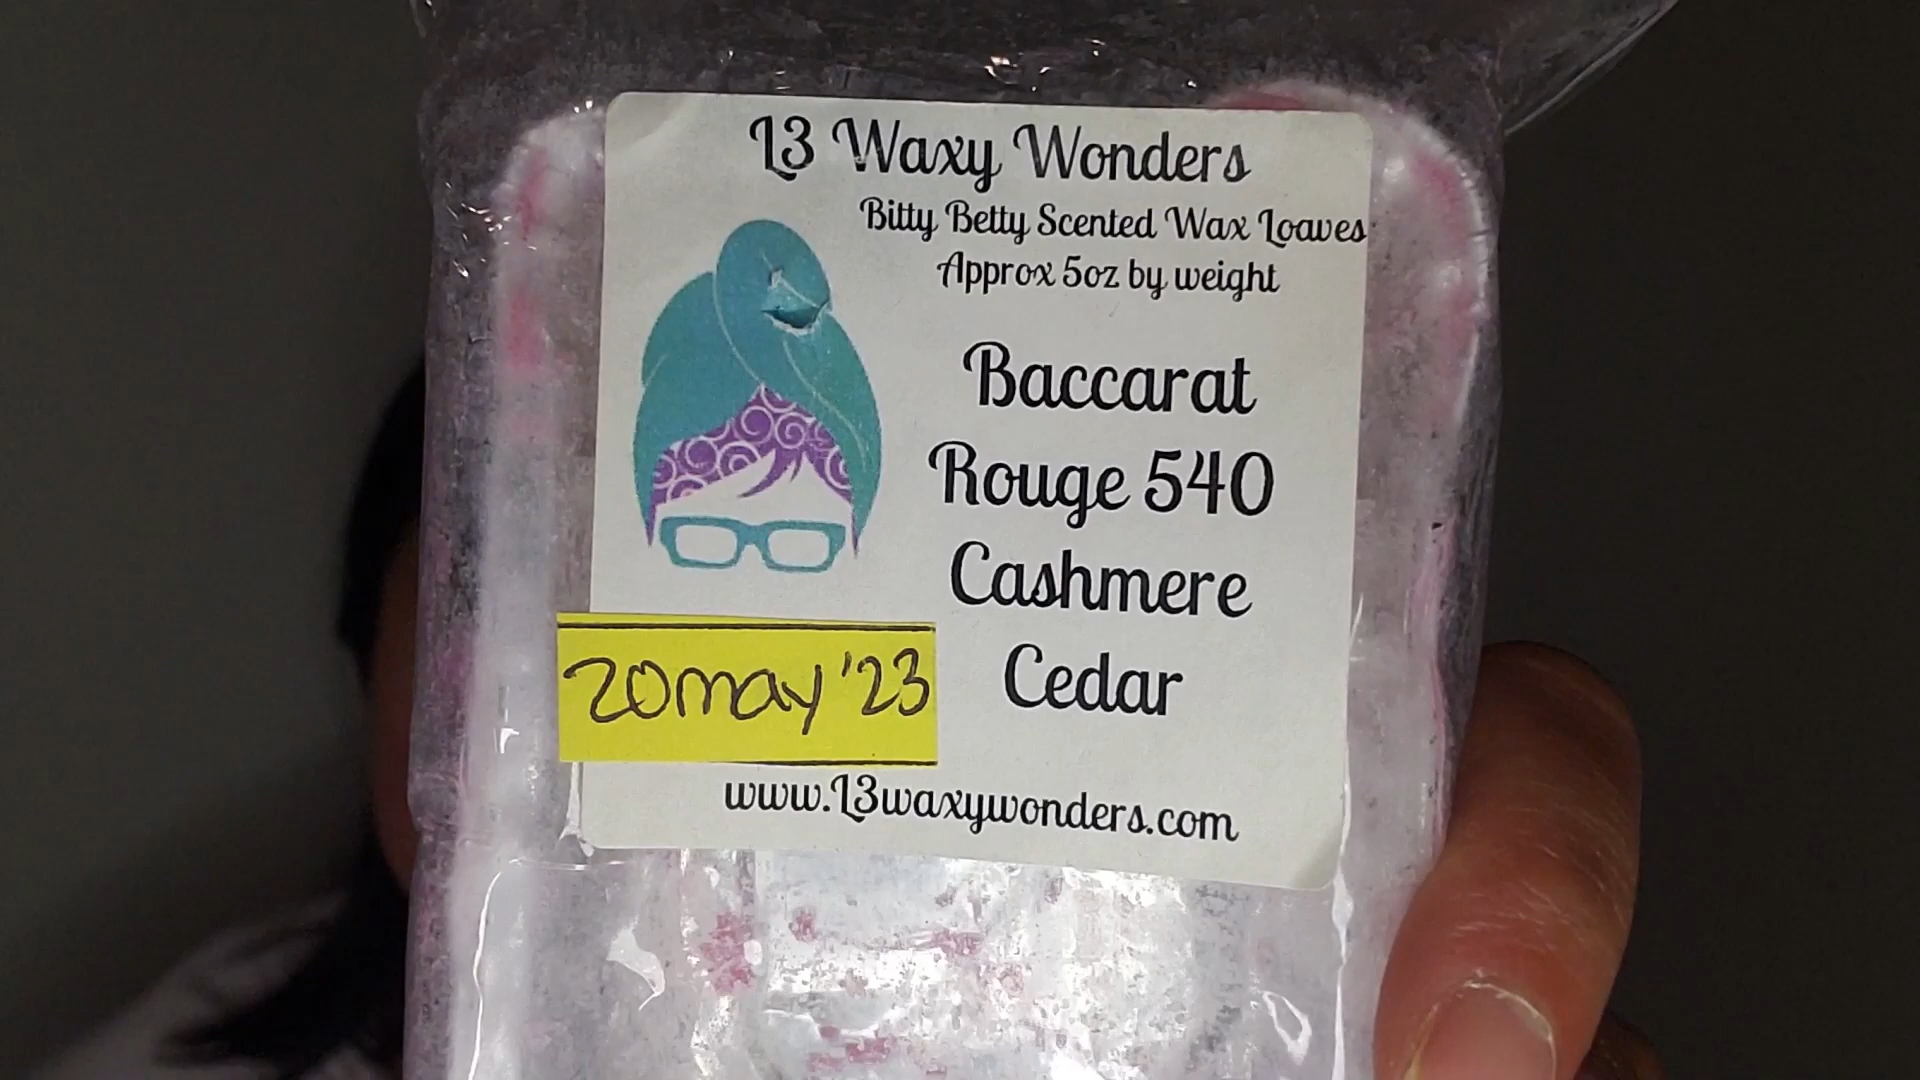 L3 Waxy Wonders
Bitty Betty Scented Wax Loaves
Approx 5oz by weight
Baccarat
Rouge 540
Cashmere
Cedar
20may '23
www.L3waxywonders.com